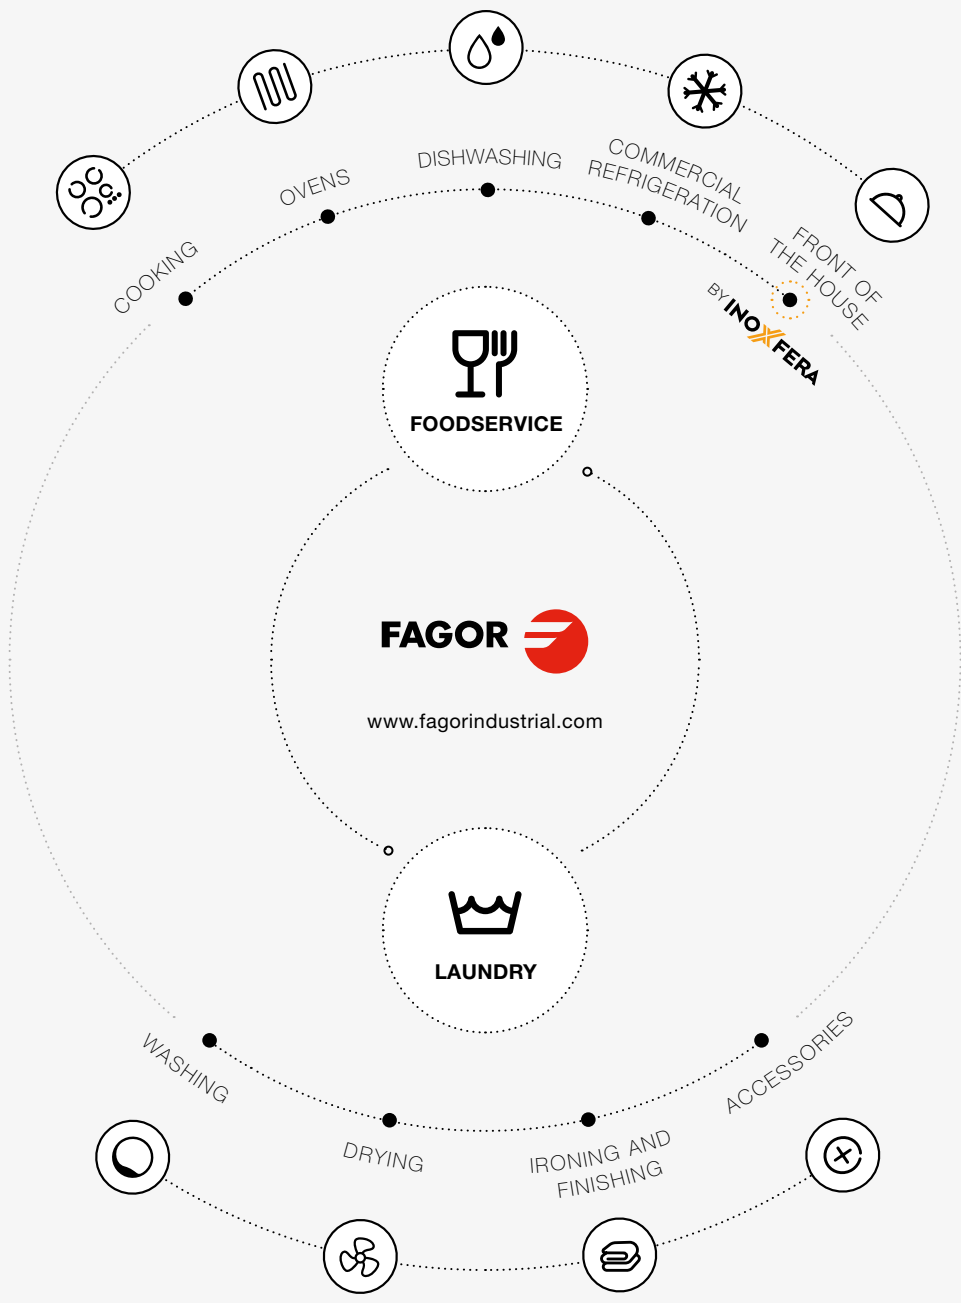 DISHWASHING
OVENS
COMMERCIAL
REFRIGERATION
COOKING
FRONT OF
THE HOUSE
BY INOXFERA
FOODSERVICE
FAGOR
www.fagorindustrial.com
LAUNDRY
WASHING
DRYING
IRONING AND
FINISHING
ACCESSORIES